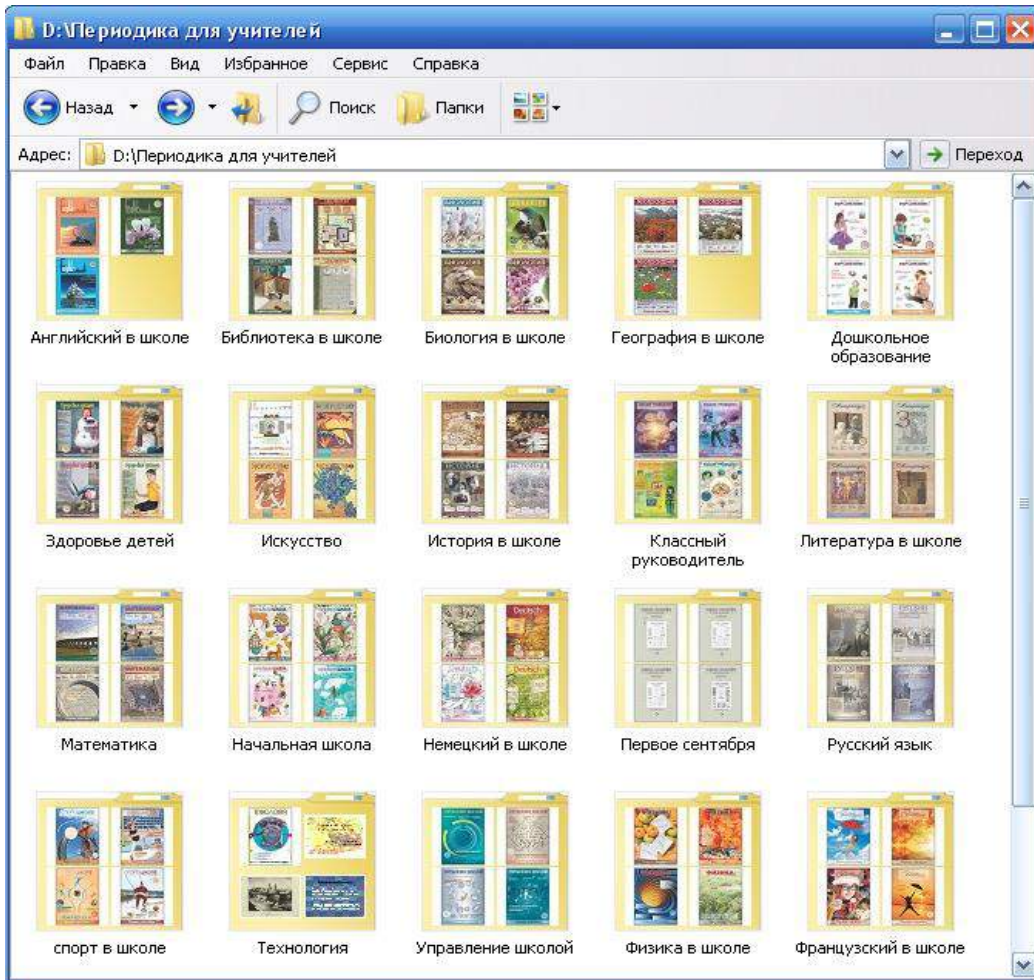 D:\Периодика для учителей
Файл Правка Вид Избранное Сервис Справка
Назад Поиск Папки
Адрес: D:\Периодика для учителей Переход
Английский в школе Библиотека в школе Биология в школе География в школе Дошкольное
образование
Здоровье детей Искусство История в школе Классный
руководитель Литература в школе
Математика Начальная школа Немецкий в школе Первое сентября Русский язык
спорт в школе Технология Управление школой Физика в школе Французский в школе